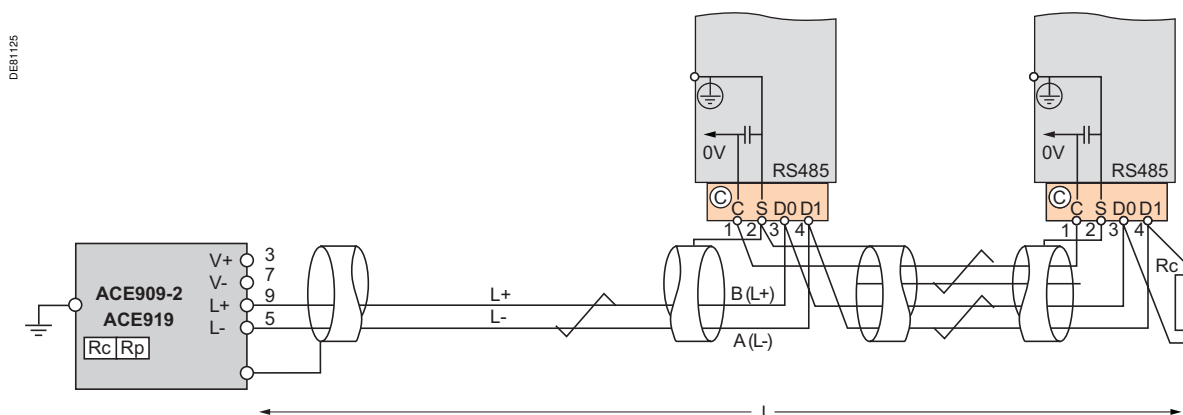 DE81125
0V
RS485
C
C S D0 D1
1 2 3 4
0V
RS485
C
C S D0 D1
1 2 3 4
Rc
V+ 3
V- 7
L+ 9
L- 5
ACE909-2
ACE919
Rc Rp
L+
L-
B (L+)
A (L-)
L